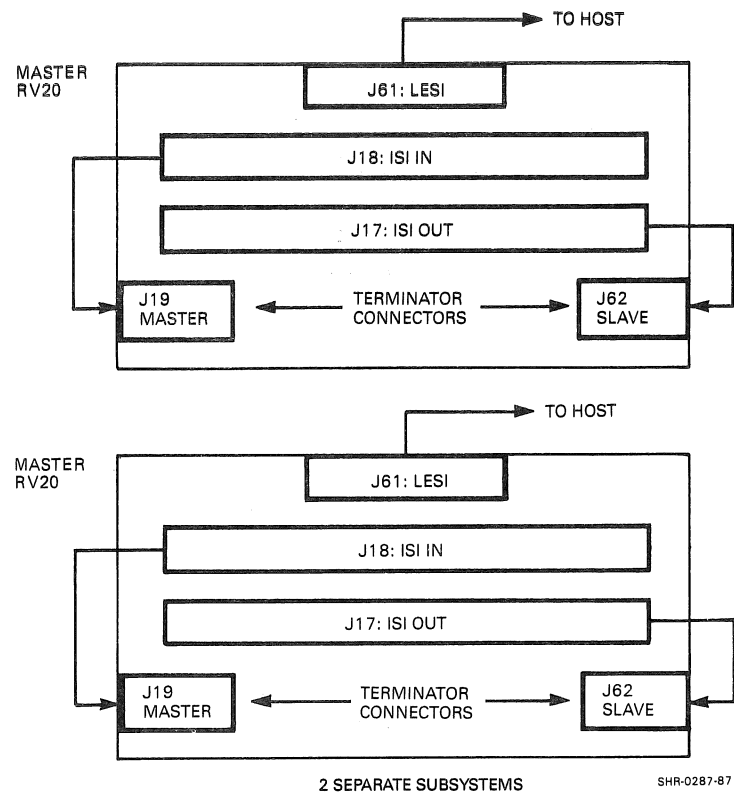 TO HOST
MASTER
RV20
J61: LESI
J18: ISI IN
J17: ISI OUT
J19
MASTER
TERMINATOR
CONNECTORS
J62
SLAVE
TO HOST
MASTER
RV20
J61: LESI
J18: ISI IN
J17: ISI OUT
J19
MASTER
TERMINATOR
CONNECTORS
J62
SLAVE
2 SEPARATE SUBSYSTEMS
SHR-0287-87